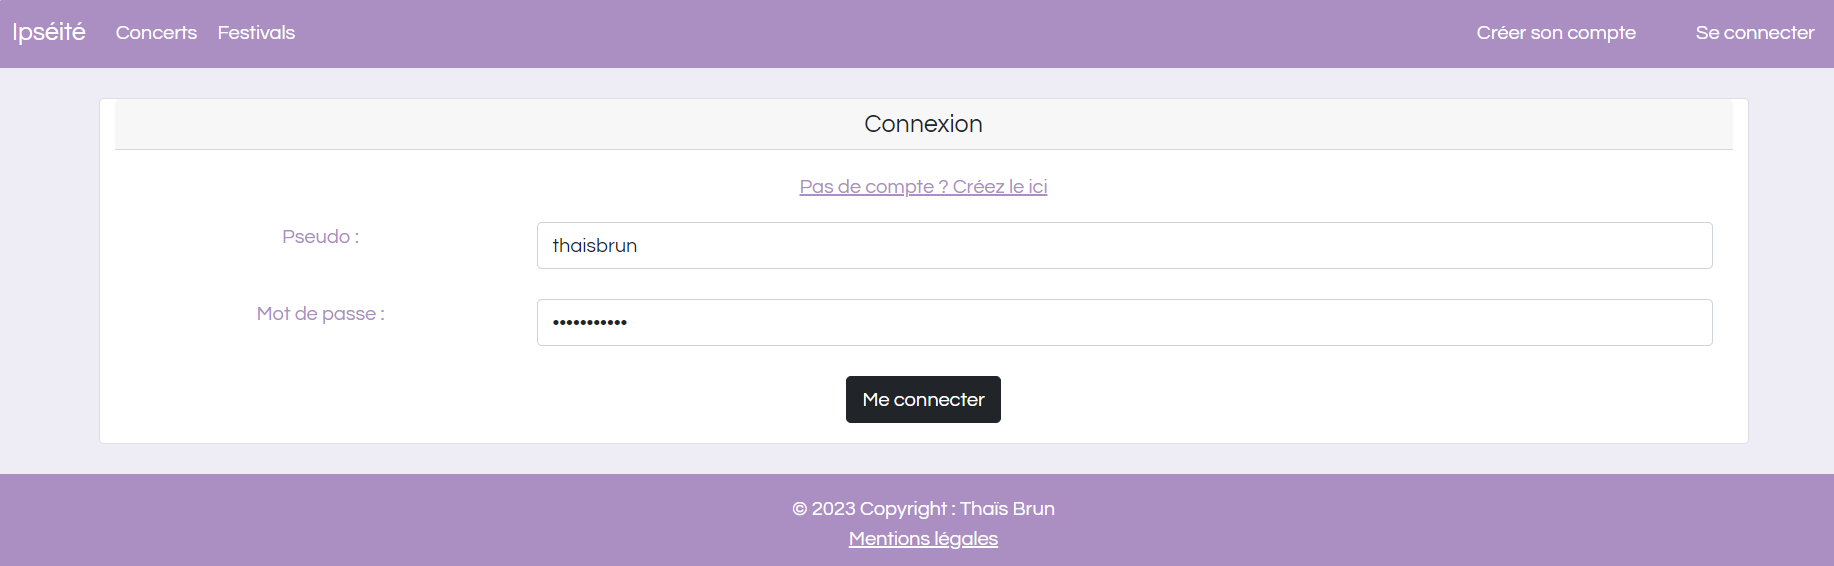 Ipséité Concerts Festivals Créer son compte Se connecter
Connexion
Pas de compte ? Créez le ici
Pseudo : thaisbrun
Mot de passe : •••••••••••
Me connecter
© 2023 Copyright : Thaïs Brun
Mentions légales